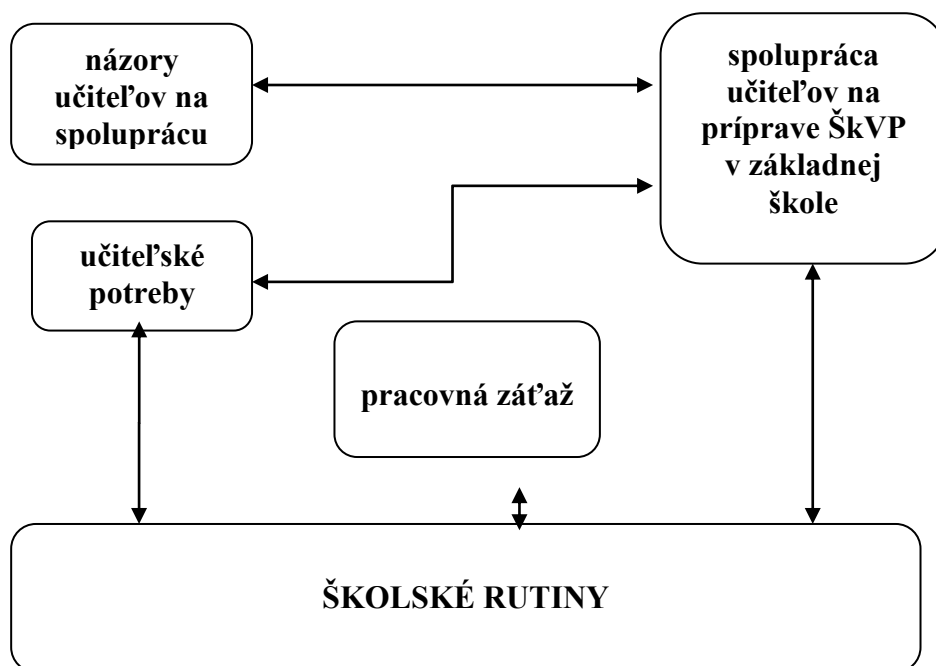 názory
učiteľov na
spoluprácu
spolupráca
učiteľov na
príprave ŠkVP
v základnej
škole
učiteľské
potreby
pracovná záťaž
ŠKOLSKÉ RUTINY